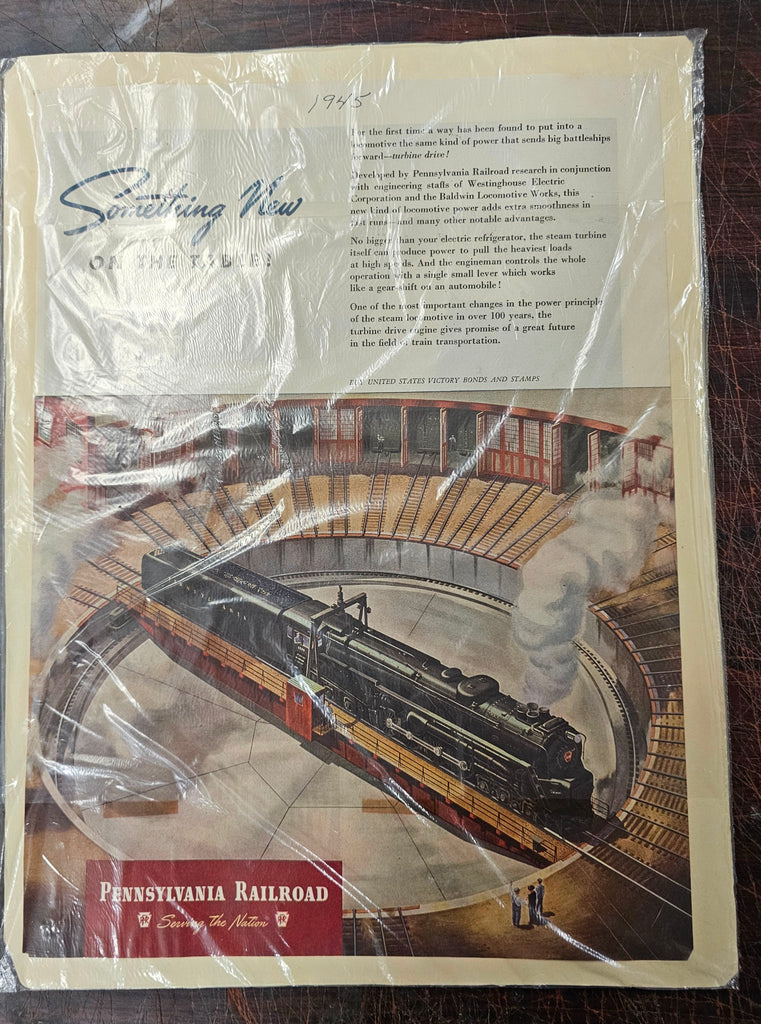 1945
Something New
ON THE TABLE!
For the first time a way has been found to put into a
locomotive the same kind of power that sends big battleships
forward—turbine drive!
Developed by Pennsylvania Railroad research in conjunction
with engineering staffs of Westinghouse Electric
Corporation and the Baldwin Locomotive Works, this
new kind of locomotive power adds extra smoothness in
fast runs—and many other notable advantages.
No bigger than your electric refrigerator, the steam turbine
itself can produce power to pull the heaviest loads
at high speeds. And the engineman controls the whole
operation with a single small lever which works
like a gear-shift on an automobile!
One of the most important changes in the power principle
of the steam locomotive in over 100 years, the
turbine drive engine gives promise of a great future
in the field of train transportation.
BUY UNITED STATES VICTORY BONDS AND STAMPS
PENNSYLVANIA RAILROAD
Serving the Nation